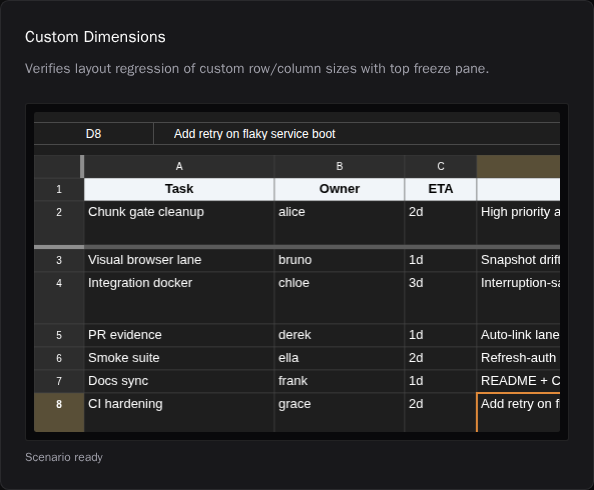 Custom Dimensions
Verifies layout regression of custom row/column sizes with top freeze pane.
D8 Add retry on flaky service boot
A B C
1 Task Owner ETA
2 Chunk gate cleanup alice 2d High priority a
3 Visual browser lane bruno 1d Snapshot drift
4 Integration docker chloe 3d Interruption-sa
5 PR evidence derek 1d Auto-link lane
6 Smoke suite ella 2d Refresh-auth
7 Docs sync frank 1d README + C
8 CI hardening grace 2d Add retry on f
Scenario ready